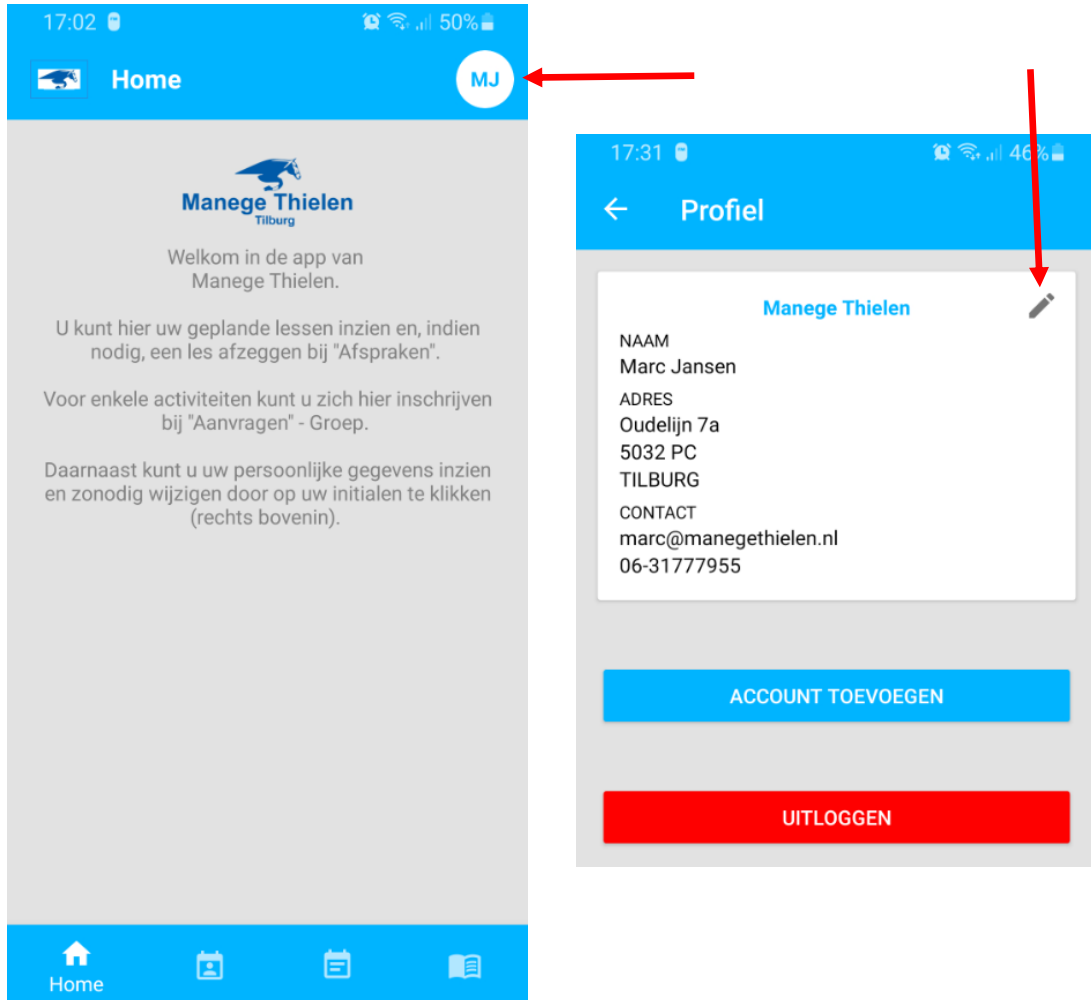 17:02
50%
Home
MJ
Manege Thielen
Tilburg
Welkom in de app van
Manege Thielen.
U kunt hier uw geplande lessen inzien en, indien
nodig, een les afzeggen bij "Afspraken".
Voor enkele activiteiten kunt u zich hier inschrijven
bij "Aanvragen" - Groep.
Daarnaast kunt u uw persoonlijke gegevens inzien
en zonodig wijzigen door op uw initialen te klikken
(rechts bovenin).
Home
17:31
46%
Profiel
Manege Thielen
NAAM
Marc Jansen
ADRES
Oudelijn 7a
5032 PC
TILBURG
CONTACT
marc@manegethielen.nl
06-31777955
ACCOUNT TOEVOEGEN
UITLOGGEN